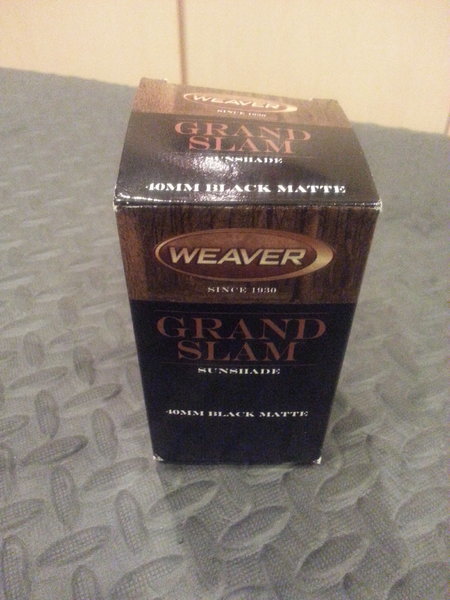 WEAVER
SINCE 1930
GRAND
SLAM
SUNSHADE
40MM BLACK MATTE
WEAVER
SINCE 1930
GRAND
SLAM
SUNSHADE
40MM BLACK MATTE